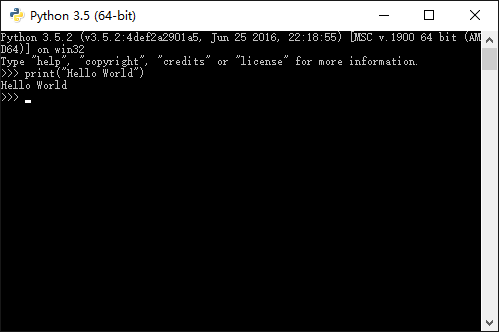 Python 3.5 (64-bit)
Python 3.5.2 (v3.5.2:4def2a2901a5, Jun 25 2016, 22:18:55) [MSC v.1900 64 bit (AM
D64)] on win32
Type "help", "copyright", "credits" or "license" for more information.
>>> print("Hello World")
Hello World
>>>